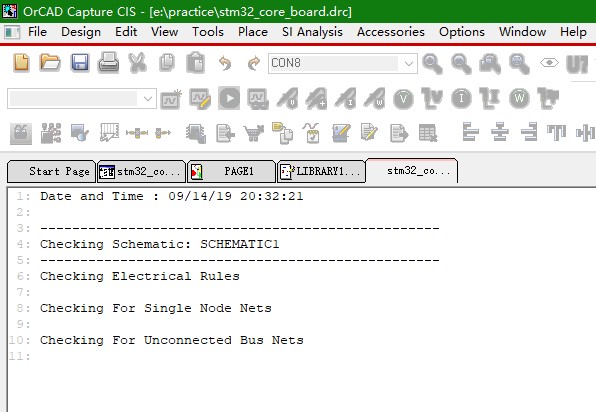 OrCAD Capture CIS - [e:\practice\stm32_core_board.drc]
File Design Edit View Tools Place SI Analysis Accessories Options Window Help
CON8
U?
V I
Start Page stm32_co... PAGE1 LIBRARY1... stm32_co...
1: Date and Time : 09/14/19 20:32:21
2:
3: --------------------------------------------------
4: Checking Schematic: SCHEMATIC1
5: --------------------------------------------------
6: Checking Electrical Rules
7:
8: Checking For Single Node Nets
9:
10: Checking For Unconnected Bus Nets
11: